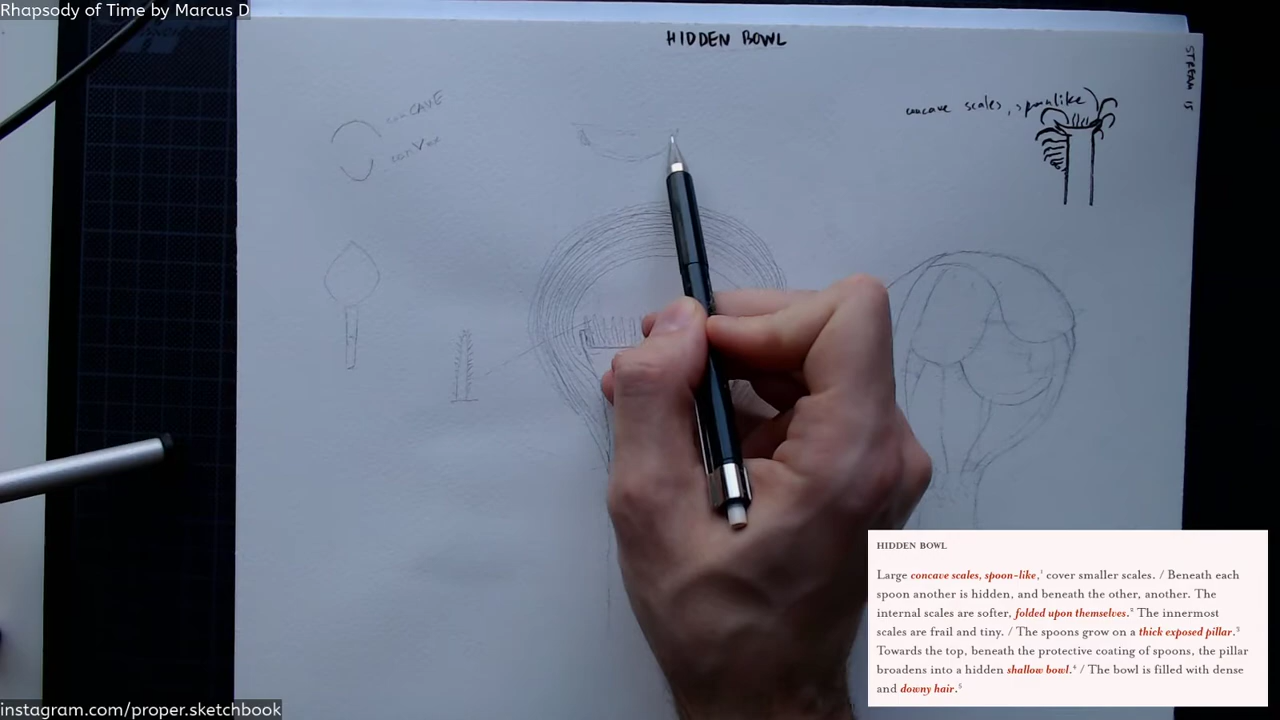 Rhapsody of Time by Marcus D
HIDDEN BOWL
STREAM 15
concave scales, spoonlike
conCAVE
conVex
HIDDEN BOWL
Large concave scales, spoon-like,¹ cover smaller scales. / Beneath each
spoon another is hidden, and beneath the other, another. The
internal scales are softer, folded upon themselves.² The innermost
scales are frail and tiny. / The spoons grow on a thick exposed pillar.³
Towards the top, beneath the protective coating of spoons, the pillar
broadens into a hidden shallow bowl.⁴ / The bowl is filled with dense
and downy hair.⁵
instagram.com/proper.sketchbook